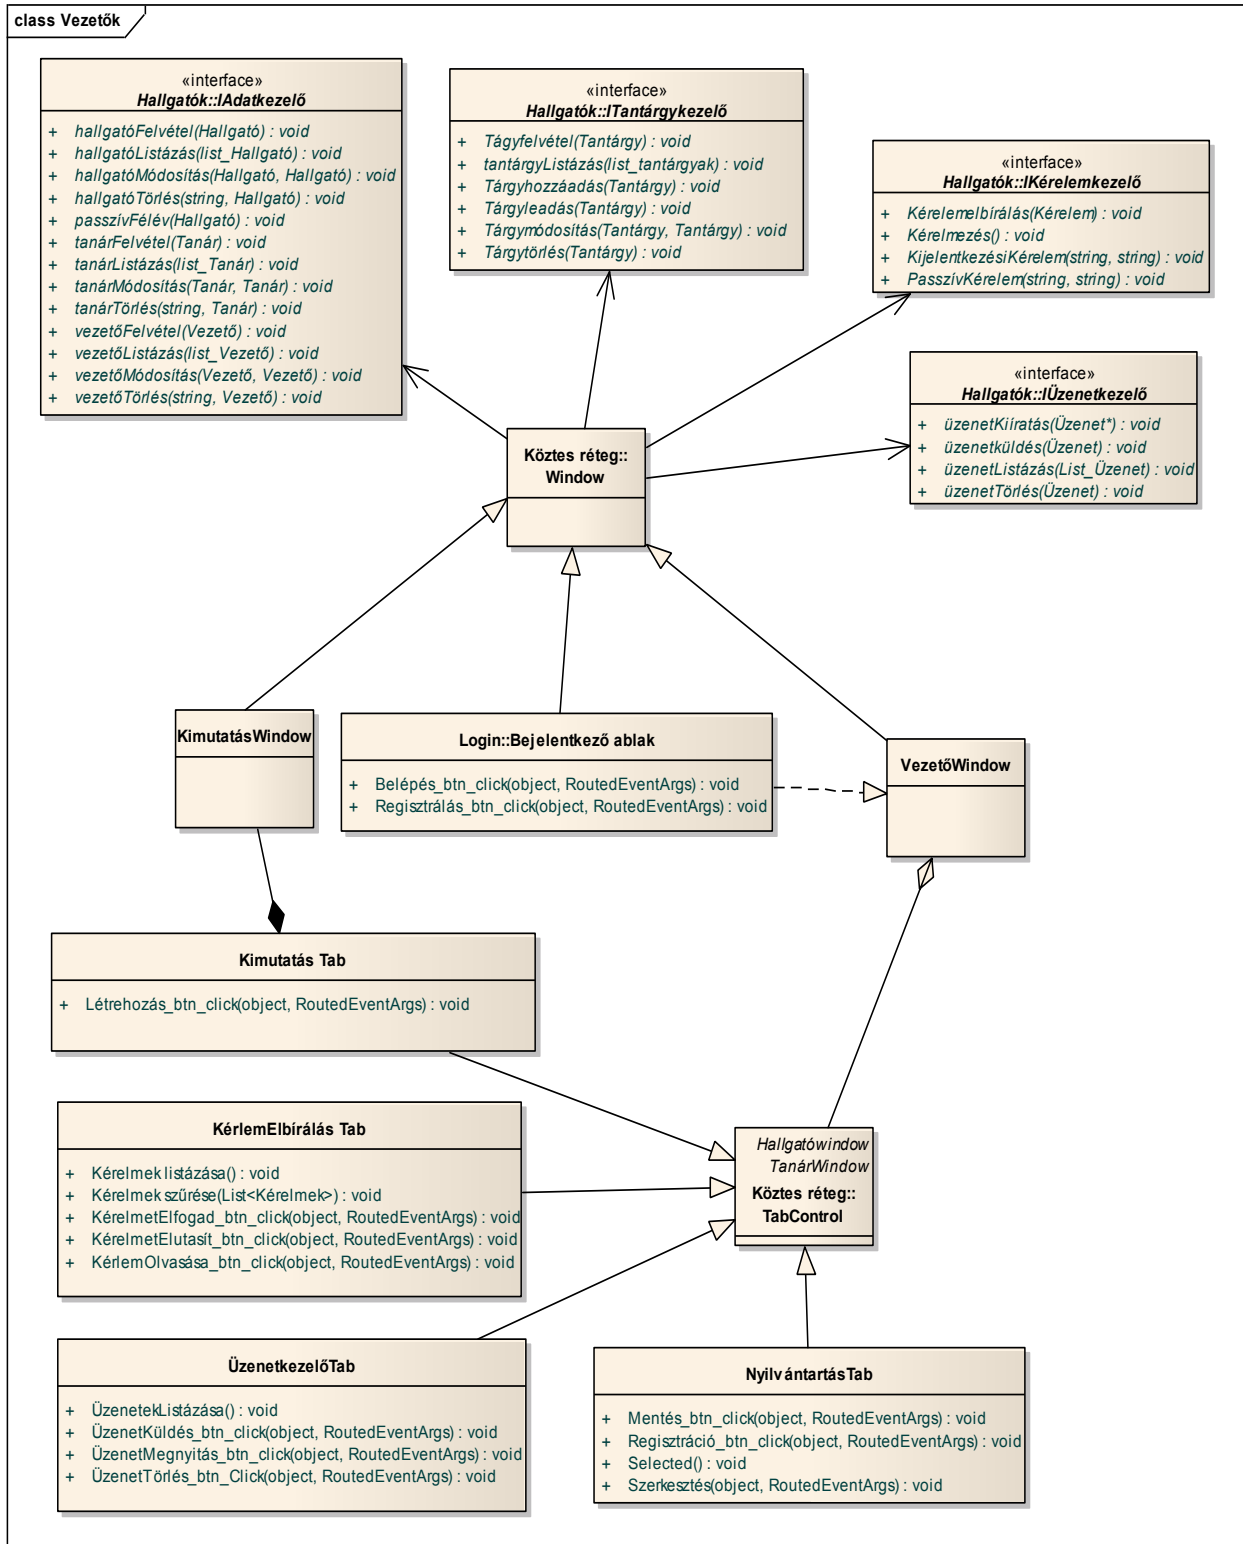 class Vezetők
«interface»
Hallgatók::IAdatkezelő
+ hallgatóFelvétel(Hallgató) : void
+ hallgatóListázás(list_Hallgató) : void
+ hallgatóMódosítás(Hallgató, Hallgató) : void
+ hallgatóTörlés(string, Hallgató) : void
+ passzívFélév(Hallgató) : void
+ tanárFelvétel(Tanár) : void
+ tanárListázás(list_Tanár) : void
+ tanárMódosítás(Tanár, Tanár) : void
+ tanárTörlés(string, Tanár) : void
+ vezetőFelvétel(Vezető) : void
+ vezetőListázás(list_Vezető) : void
+ vezetőMódosítás(Vezető, Vezető) : void
+ vezetőTörlés(string, Vezető) : void
«interface»
Hallgatók::ITantárgykezelő
+ Tágyfelvétel(Tantárgy) : void
+ tantárgyListázás(list_tantárgyak) : void
+ Tárgyhozzáadás(Tantárgy) : void
+ Tárgyleadás(Tantárgy) : void
+ Tárgymódosítás(Tantárgy, Tantárgy) : void
+ Tárgytörlés(Tantárgy) : void
«interface»
Hallgatók::IKérelemkezelő
+ Kérelemelbírálás(Kérelem) : void
+ Kérelmezés() : void
+ KijelentkezésiKérelem(string, string) : void
+ PasszívKérelem(string, string) : void
«interface»
Hallgatók::IÜzenetkezelő
+ üzenetKiíratás(Üzenet*) : void
+ üzenetküldés(Üzenet) : void
+ üzenetListázás(List_Üzenet) : void
+ üzenetTörlés(Üzenet) : void
Köztes réteg::
Window
KimutatásWindow
Login::Bejelentkező ablak
+ Belépés_btn_click(object, RoutedEventArgs) : void
+ Regisztrálás_btn_click(object, RoutedEventArgs) : void
VezetőWindow
Kimutatás Tab
+ Létrehozás_btn_click(object, RoutedEventArgs) : void
KérlemElbírálás Tab
+ Kérelmek listázása() : void
+ Kérelmek szűrése(List<Kérelmek>) : void
+ KérelmetElfogad_btn_click(object, RoutedEventArgs) : void
+ KérelmetElutasít_btn_click(object, RoutedEventArgs) : void
+ KérlemOlvasása_btn_click(object, RoutedEventArgs) : void
Hallgatówindow
TanárWindow
Köztes réteg::
TabControl
ÜzenetkezelőTab
+ ÜzenetekListázása() : void
+ ÜzenetKüldés_btn_click(object, RoutedEventArgs) : void
+ ÜzenetMegnyitás_btn_click(object, RoutedEventArgs) : void
+ ÜzenetTörlés_btn_Click(object, RoutedEventArgs) : void
NyilvántartásTab
+ Mentés_btn_click(object, RoutedEventArgs) : void
+ Regisztráció_btn_click(object, RoutedEventArgs) : void
+ Selected() : void
+ Szerkesztés(object, RoutedEventArgs) : void